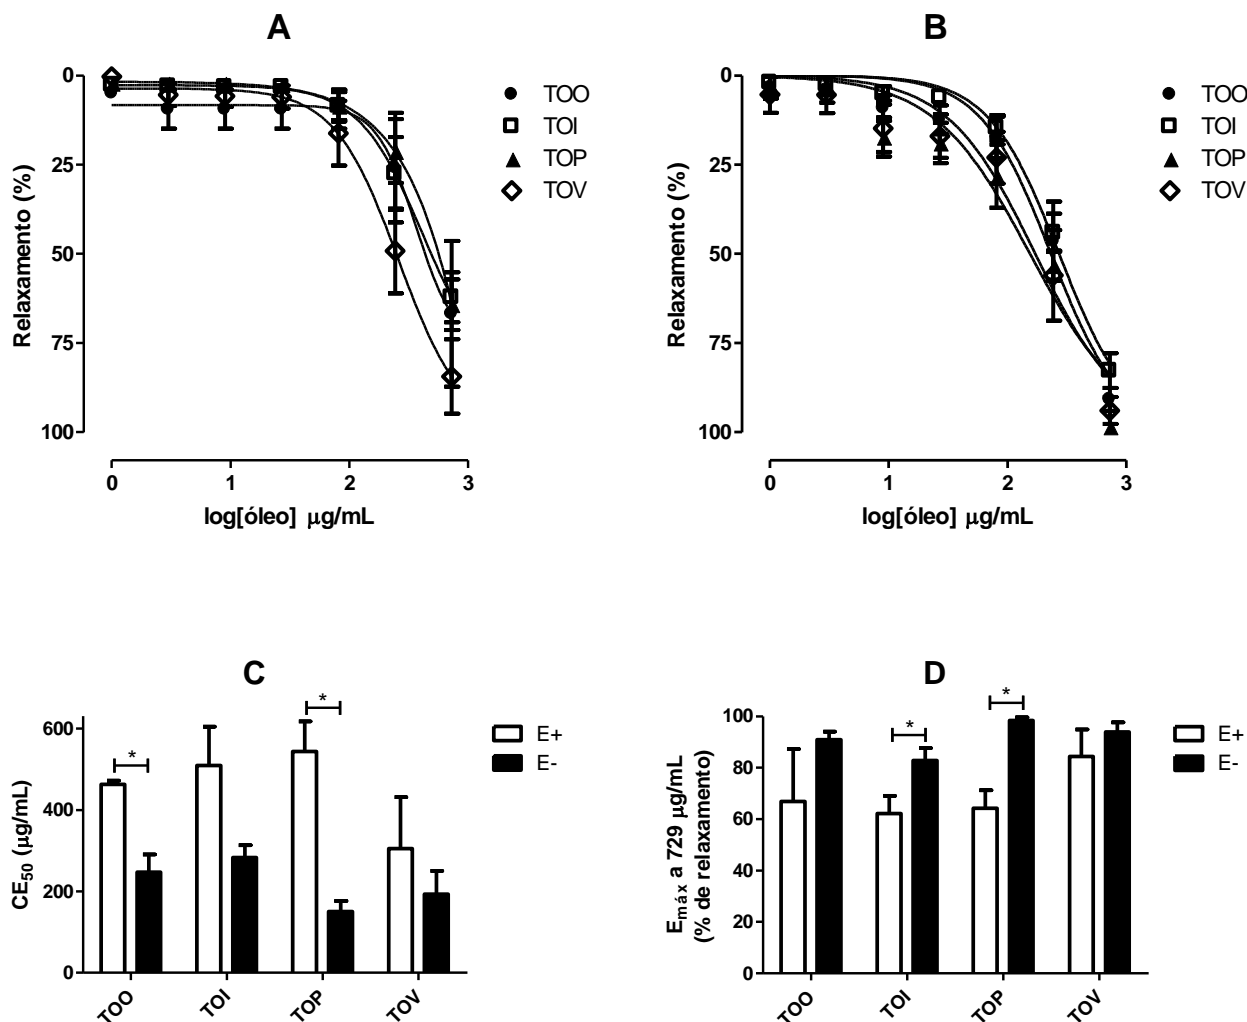 A
0
25
50
75
100
Relaxamento (%)
0
1
2
3
log[óleo] μg/mL
TOO
TOI
TOP
TOV
B
0
25
50
75
100
Relaxamento (%)
0
1
2
3
log[óleo] μg/mL
TOO
TOI
TOP
TOV
C
600
400
200
0
CE50 (μg/mL)
*
*
TOO
TOI
TOP
TOV
E+
E-
D
100
80
60
40
20
0
Emáx a 729 μg/mL
(% de relaxamento)
*
*
TOO
TOI
TOP
TOV
E+
E-